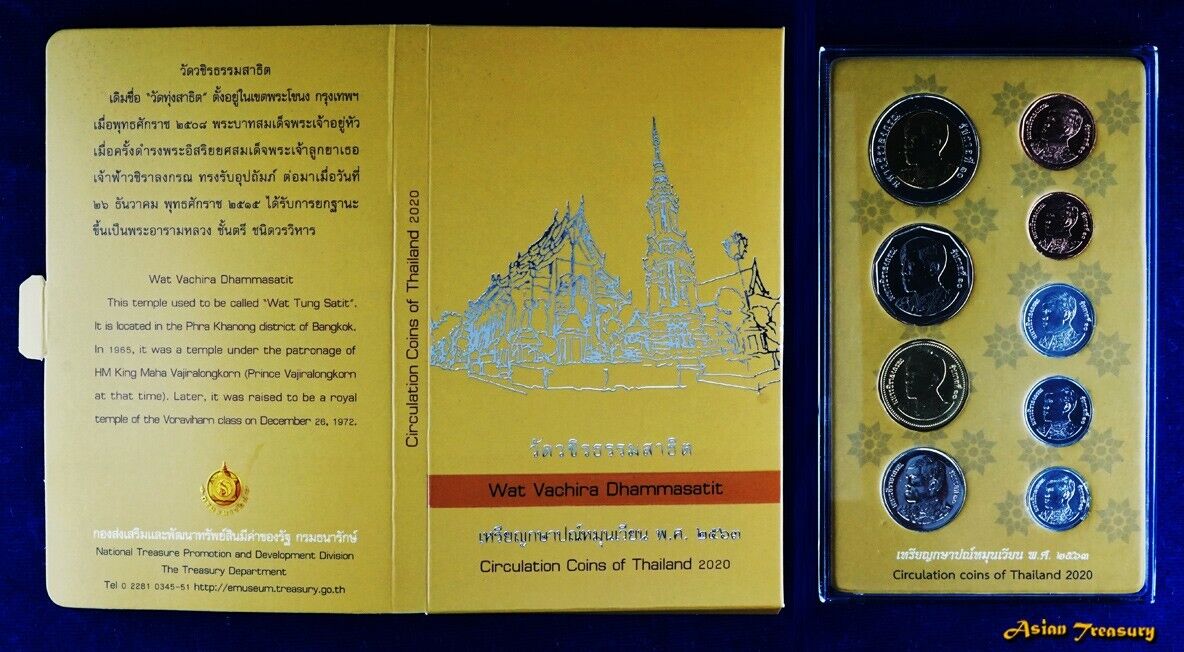 วัดวชิรธรรมสาธิต
เดิมชื่อ "วัดทุ่งสาธิต" ตั้งอยู่ในเขตพระโขนง กรุงเทพฯ
เมื่อพุทธศักราช ๒๕๐๘ พระบาทสมเด็จพระเจ้าอยู่หัว
เมื่อครั้งดำรงพระอิสริยยศสมเด็จพระเจ้าลูกยาเธอ
เจ้าฟ้าวชิราลงกรณ ทรงรับอุปถัมภ์ ต่อมาเมื่อวันที่
๒๖ ธันวาคม พุทธศักราช ๒๕๑๕ ได้รับการยกฐานะ
ขึ้นเป็นพระอารามหลวง ชั้นตรี ชนิดวรวิหาร
Wat Vachira Dhammasatit
This temple used to be called "Wat Tung Satit".
It is located in the Phra Khanong district of Bangkok.
In 1965, it was a temple under the patronage of
HM King Maha Vajiralongkorn (Prince Vajiralongkorn
at that time). Later, it was raised to be a royal
temple of the Voraviharn class on December 26, 1972.
กองส่งเสริมและพัฒนาทรัพย์สินมีค่าของรัฐ กรมธนารักษ์
National Treasure Promotion and Development Division
The Treasury Department
Tel 0 2281 0345-51 http://emuseum.treasury.go.th
Circulation Coins of Thailand 2020
วัดวชิรธรรมสาธิต
Wat Vachira Dhammasatit
เหรียญกษาปณ์หมุนเวียน พ.ศ. ๒๕๖๓
Circulation Coins of Thailand 2020
มหาวชิราลงกรณ รัชกาลที่ ๑๐
เหรียญกษาปณ์หมุนเวียน พ.ศ. ๒๕๖๓
Circulation coins of Thailand 2020
Asian Treasury